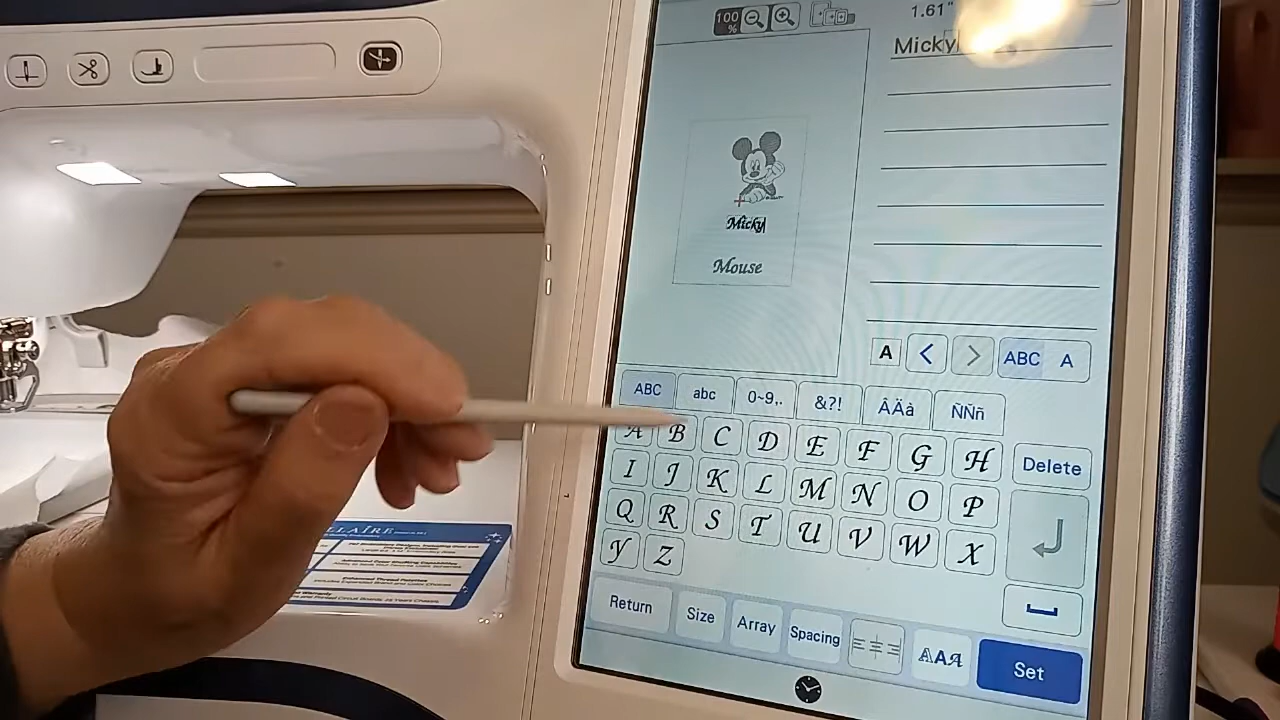 100 %
1.61"
Micky
Micky
Mouse
A < > ABC A
ABC abc 0~9,. &?! ÂÄà ÑÑñ
A B C D E F G H Delete
I J K L M N O P
Q R S T U V W X
Y Z
Return Size Array Spacing AAA Set